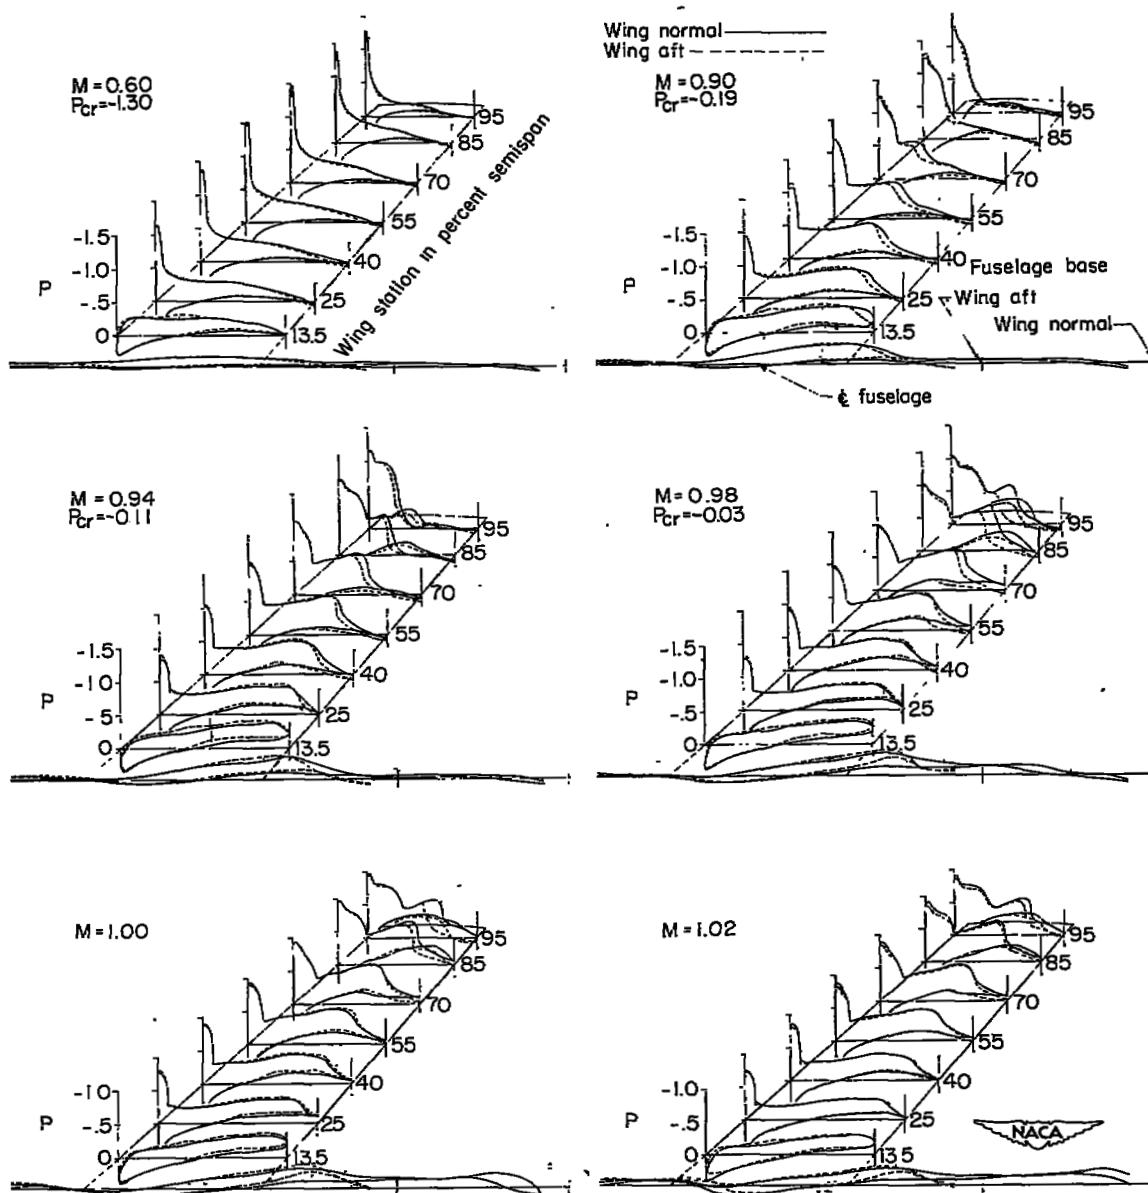 Wing normal
Wing aft
M = 0.60
Pcr = -1.30
95
85
70
55
40
25
13.5
Wing station in percent semispan
-1.5
-1.0
-.5
0
P
M = 0.90
Pcr = -0.19
95
85
70
55
40
25
13.5
-1.5
-1.0
-.5
0
P
Fuselage base
Wing aft
Wing normal
℄ fuselage
M = 0.94
Pcr = -0.11
95
85
70
55
40
25
13.5
-1.5
-1 0
-5
0
P
M = 0.98
Pcr = -0.03
95
85
70
55
40
25
13.5
-1.5
-1.0
-.5
0
P
M = 1.00
95
85
70
55
40
25
13.5
-1 0
-.5
0
P
M = 1.02
95
85
70
55
40
25
13.5
-1.0
-.5
0
P
NACA